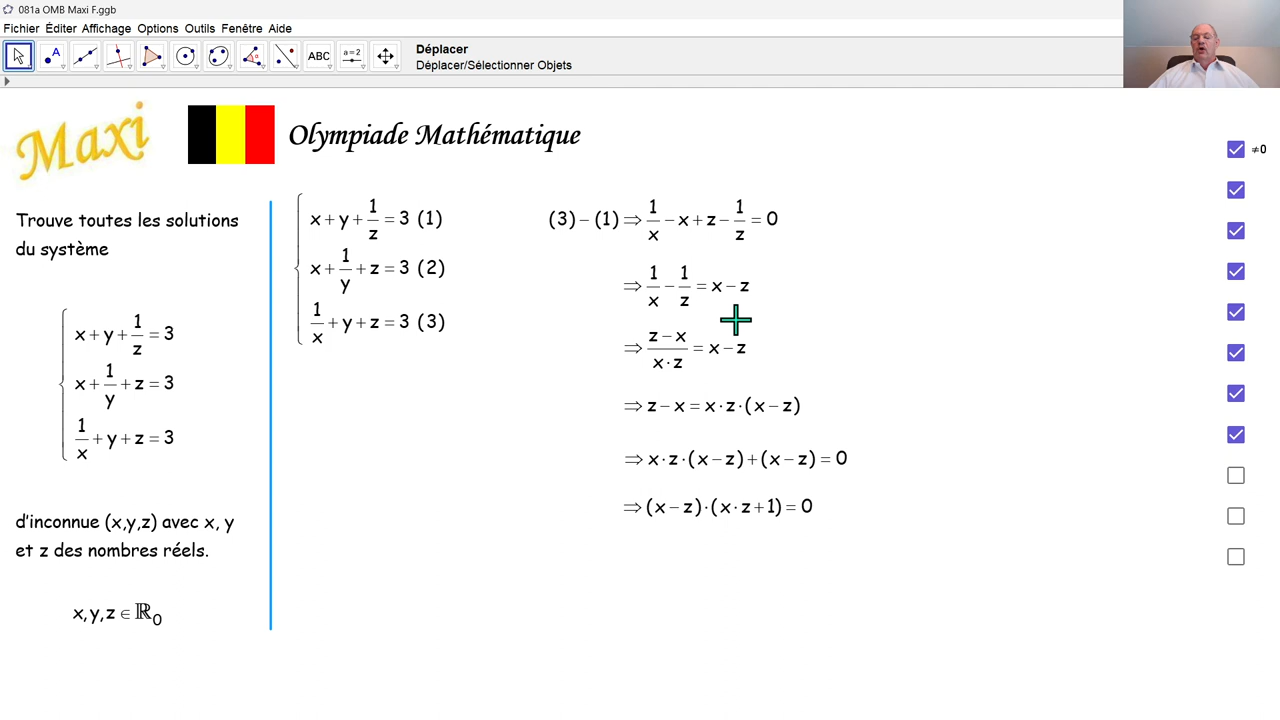 081a OMB Maxi F.ggb
Fichier Éditer Affichage Options Outils Fenêtre Aide
A
ABC
a=2
Déplacer
Déplacer/Sélectionner Objets
Maxi
Olympiade Mathématique
≠0
Trouve toutes les solutions
du système
x+y+1/z=3
x+1/y+z=3
1/x+y+z=3
d'inconnue (x,y,z) avec x, y
et z des nombres réels.
x,y,z∈ℝ₀
x+y+1/z=3 (1)
x+1/y+z=3 (2)
1/x+y+z=3 (3)
(3)−(1)⇒1/x−x+z−1/z=0
⇒1/x−1/z=x−z
⇒(z−x)/(x·z)=x−z
⇒z−x=x·z·(x−z)
⇒x·z·(x−z)+(x−z)=0
⇒(x−z)·(x·z+1)=0